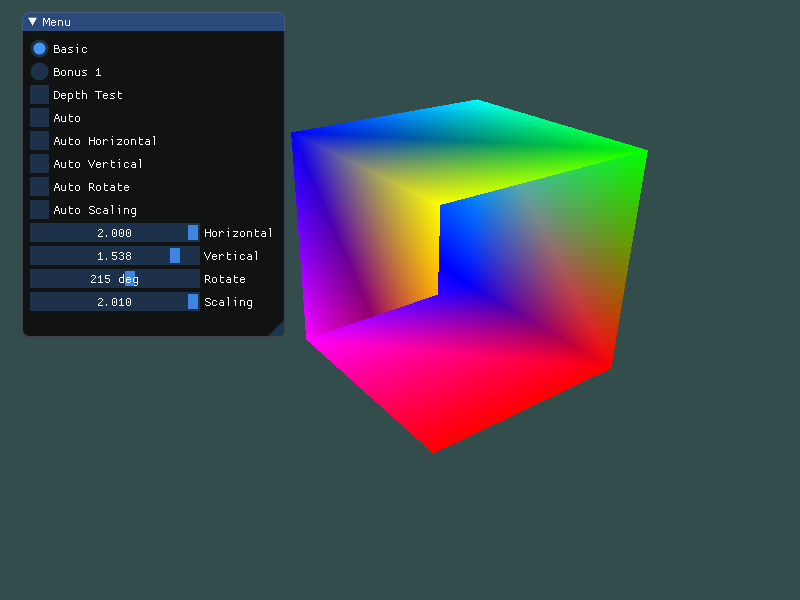 Menu
Basic
Bonus 1
Depth Test
Auto
Auto Horizontal
Auto Vertical
Auto Rotate
Auto Scaling
2.000 Horizontal
1.538 Vertical
215 deg Rotate
2.010 Scaling